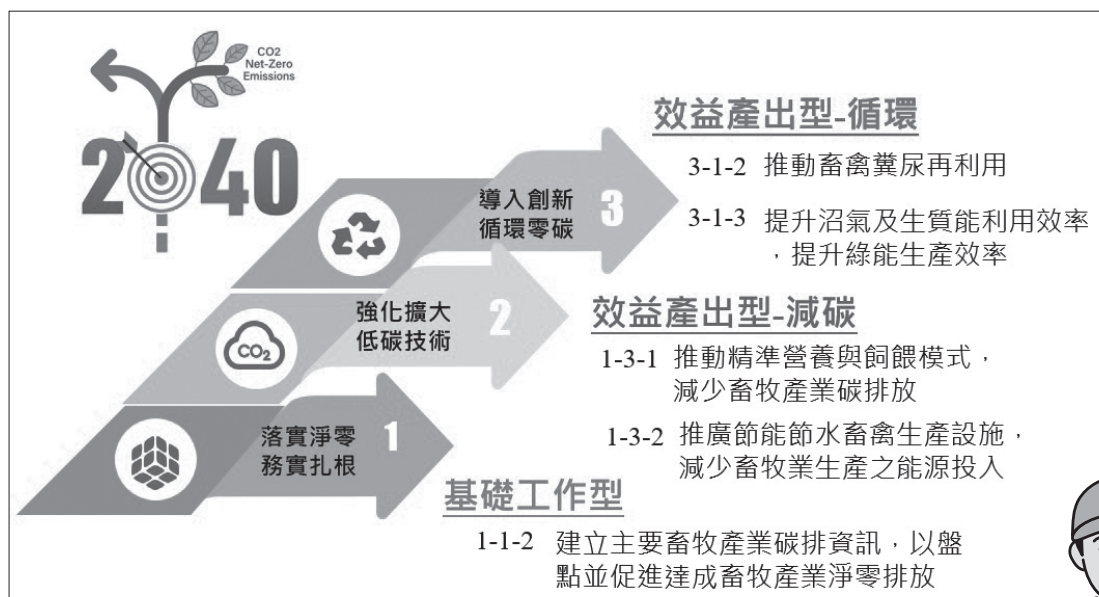 CO2
Net-Zero
Emissions
2040
效益產出型-循環
3-1-2 推動畜禽糞尿再利用
3-1-3 提升沼氣及生質能利用效率
，提升綠能生產效率
導入創新
循環零碳
3
效益產出型-減碳
1-3-1 推動精準營養與飼餵模式，
減少畜牧產業碳排放
1-3-2 推廣節能節水畜禽生產設施，
減少畜牧業生產之能源投入
強化擴大
低碳技術
2
CO₂
落實淨零
務實扎根
1
基礎工作型
1-1-2 建立主要畜牧產業碳排資訊，以盤
點並促進達成畜牧產業淨零排放